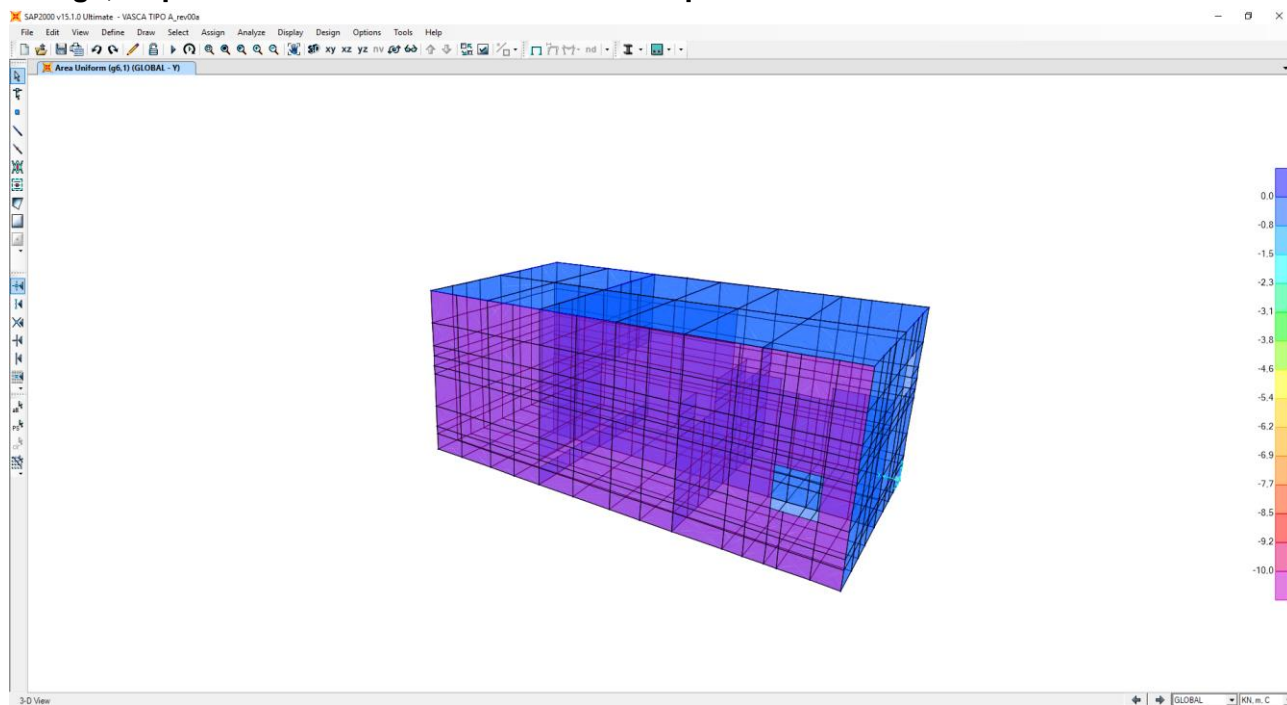 SAP2000 v15.1.0 Ultimate - VASCA TIPO A_rev00a
File Edit View Define Draw Select Assign Analyze Display Design Options Tools Help
xy xz yz nv
nd
Area Uniform (g6,1) (GLOBAL - Y)
0.0
-0.8
-1.5
-2.3
-3.1
-3.8
-4.6
-5.4
-6.2
-6.9
-7.7
-8.5
-9.2
-10.0
3-D View
GLOBAL
KN, m, C